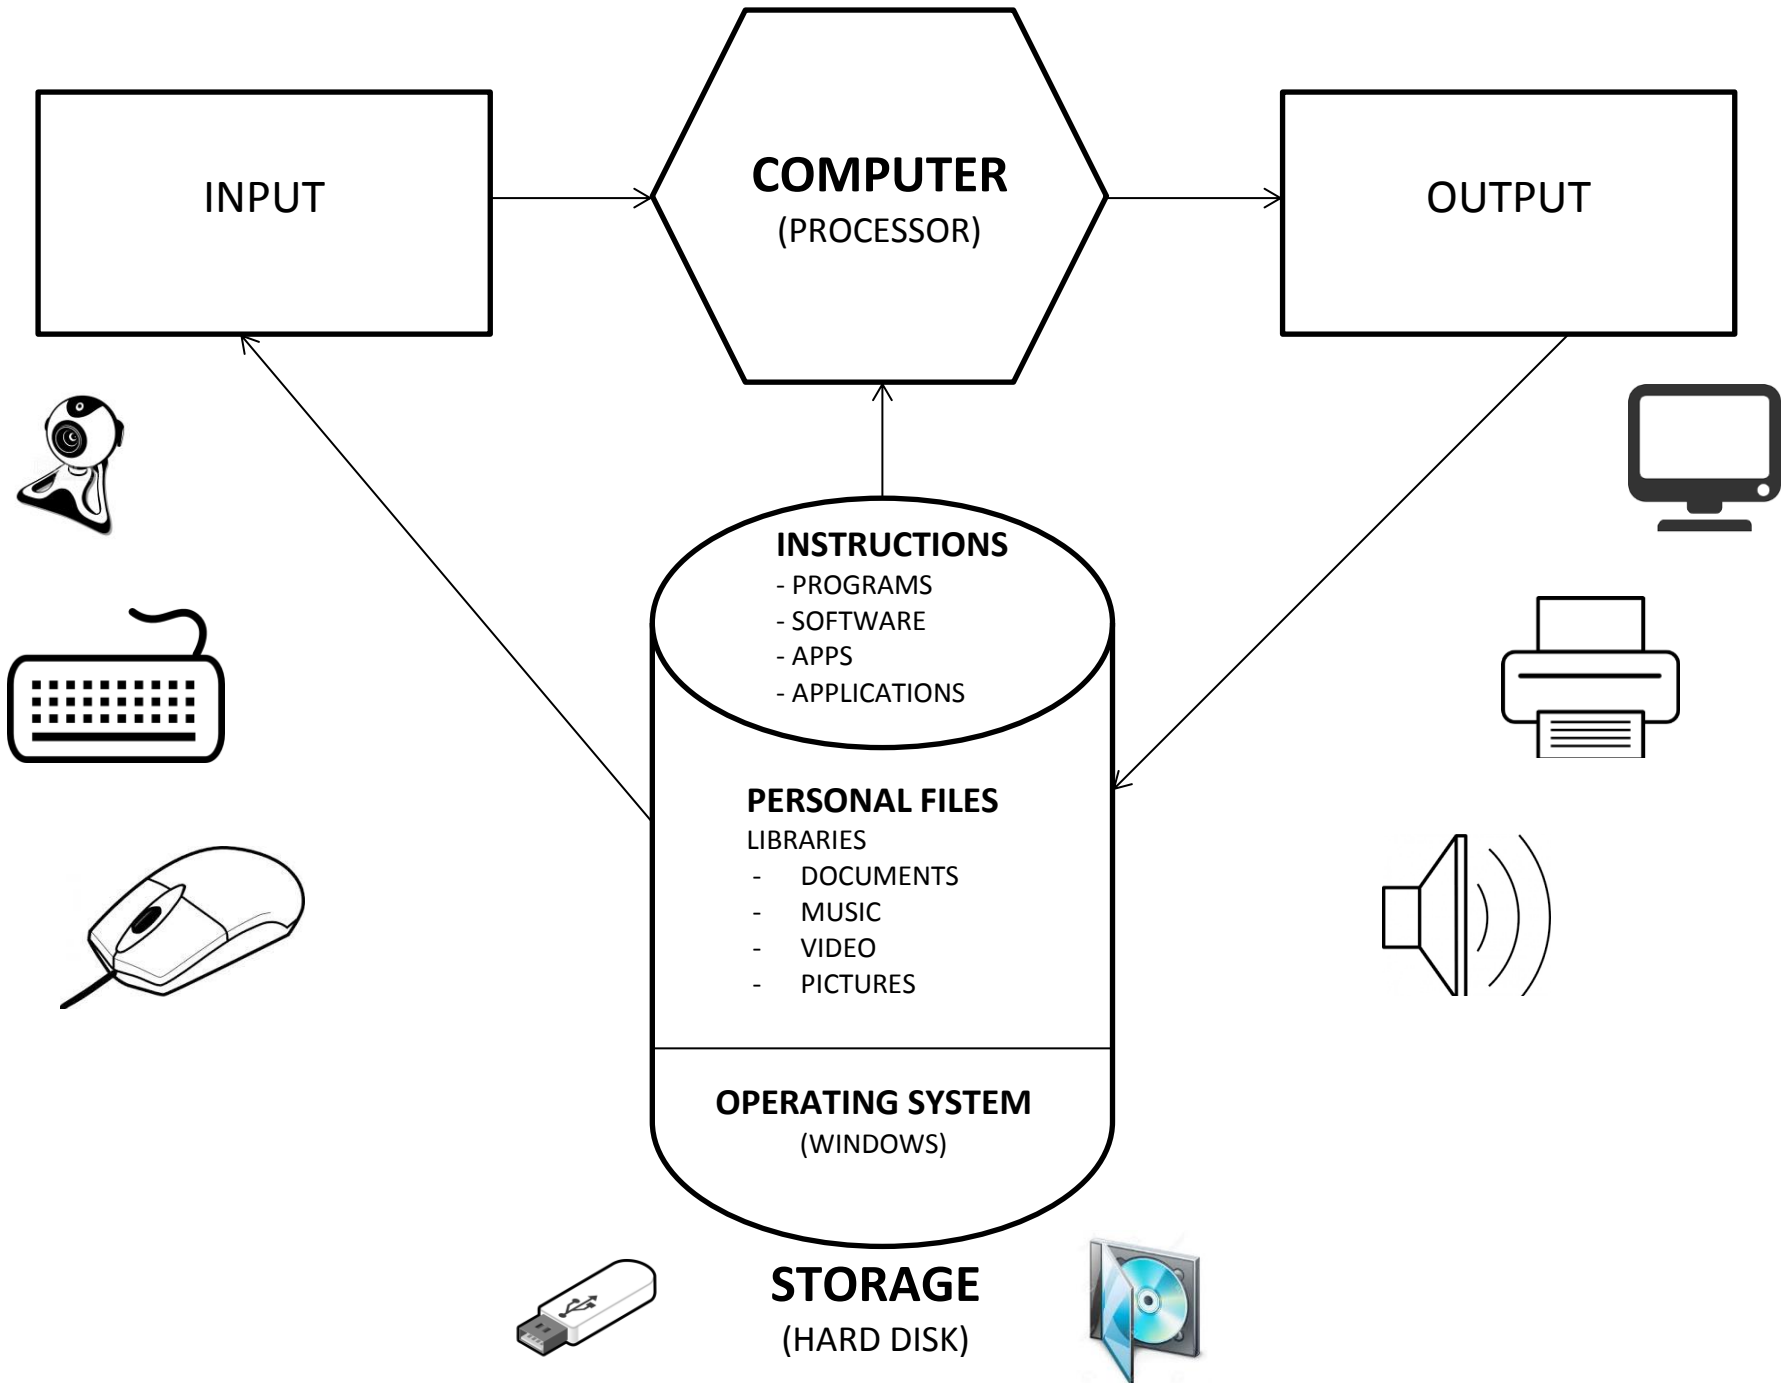 INPUT
COMPUTER
(PROCESSOR)
OUTPUT
INSTRUCTIONS
- PROGRAMS
- SOFTWARE
- APPS
- APPLICATIONS
PERSONAL FILES
LIBRARIES
- DOCUMENTS
- MUSIC
- VIDEO
- PICTURES
OPERATING SYSTEM
(WINDOWS)
STORAGE
(HARD DISK)